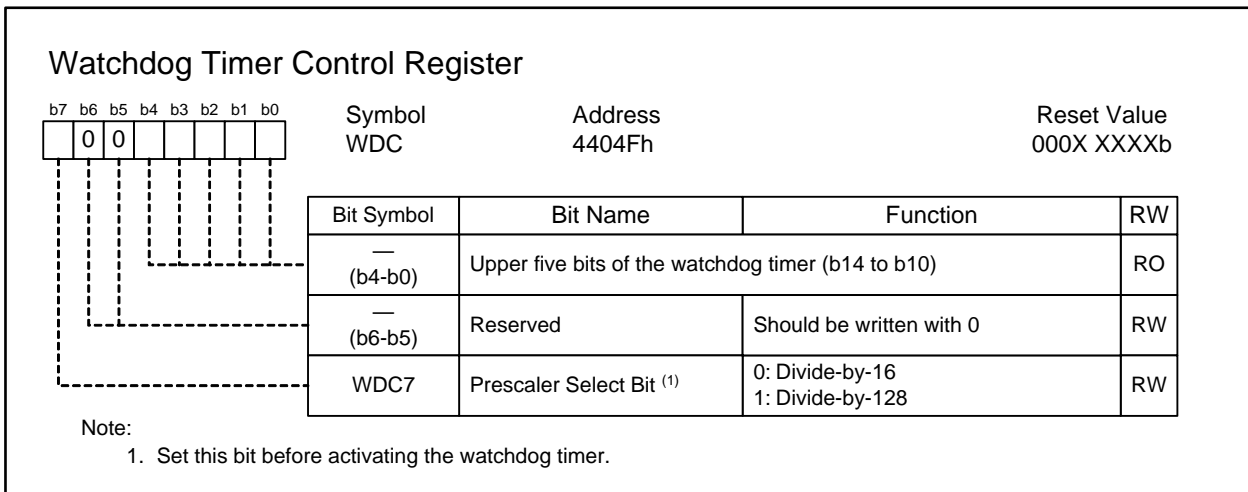 Watchdog Timer Control Register
b7 b6 b5 b4 b3 b2 b1 b0
0 0
Symbol Address Reset Value
WDC 4404Fh 000X XXXXb
Bit Symbol Bit Name Function RW
—
(b4-b0) Upper five bits of the watchdog timer (b14 to b10) RO
—
(b6-b5) Reserved Should be written with 0 RW
WDC7 Prescaler Select Bit (1) 0: Divide-by-16
1: Divide-by-128 RW
Note:
1. Set this bit before activating the watchdog timer.